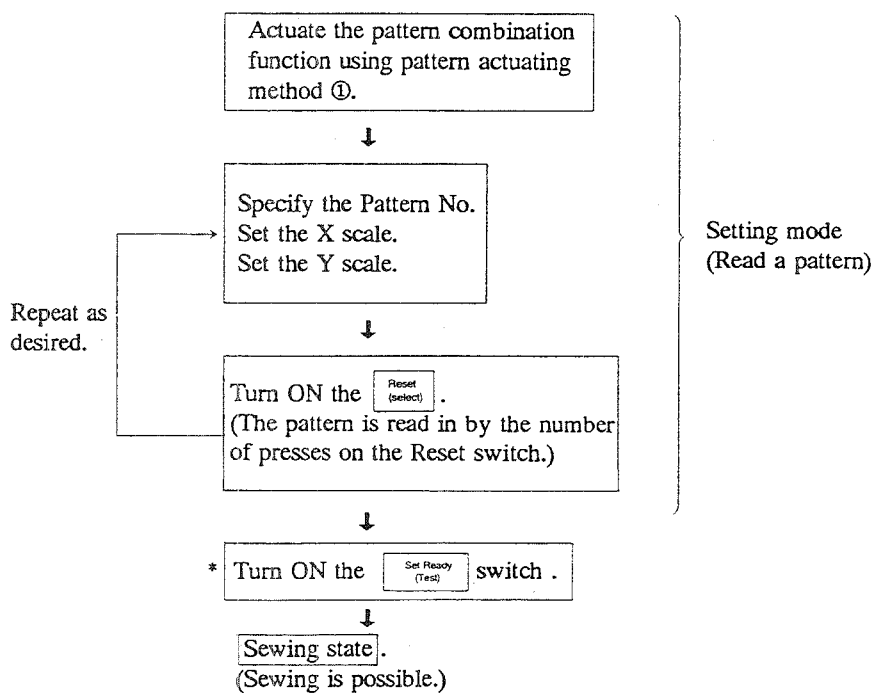 Actuate the pattern combination
function using pattern actuating
method ①.
Specify the Pattern No.
Set the X scale.
Set the Y scale.
Setting mode
(Read a pattern)
Repeat as
desired.
Turn ON the Reset (select) .
(The pattern is read in by the number
of presses on the Reset switch.)
* Turn ON the Set Ready (Test) switch .
Sewing state .
(Sewing is possible.)